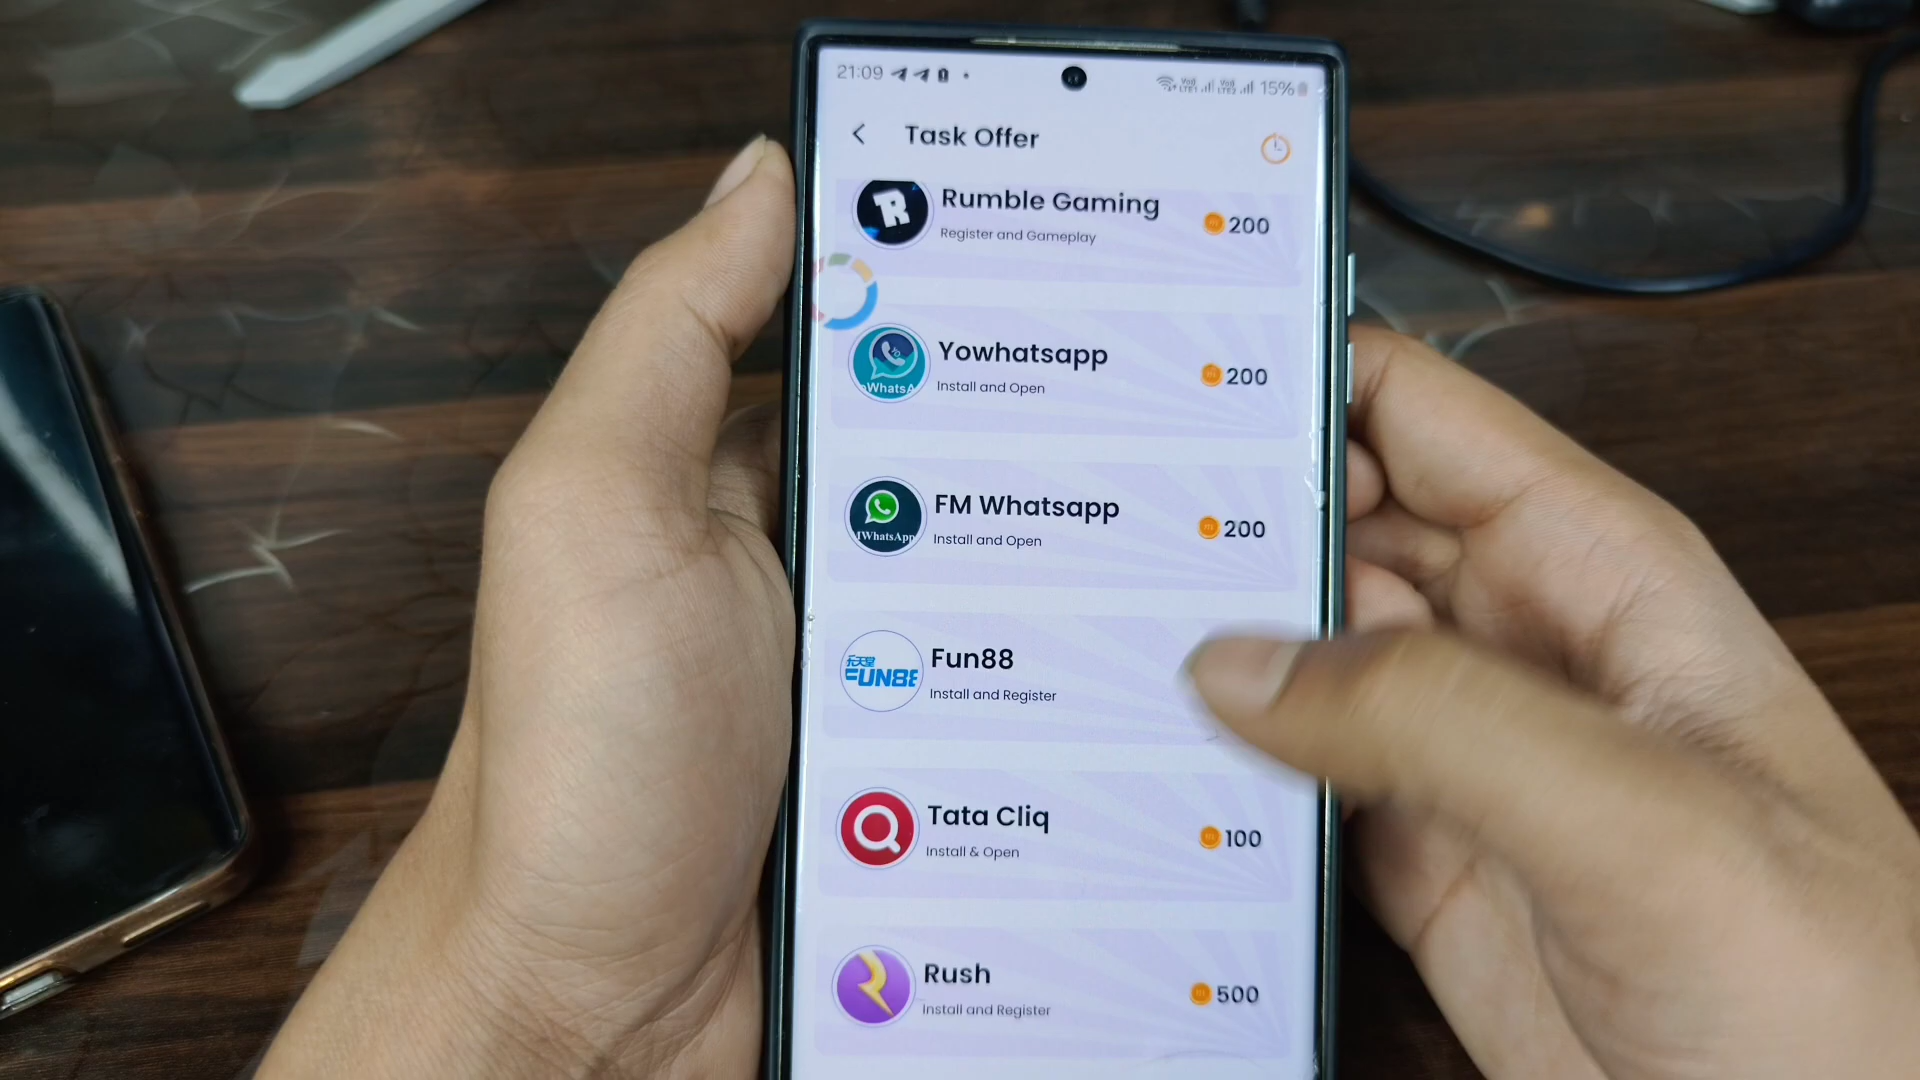 21:09
15%
Task Offer
Rumble Gaming
200
Register and Gameplay
Yowhatsapp
200
Install and Open
FM Whatsapp
200
Install and Open
Fun88
Install and Register
FUN88
Tata Cliq
100
Install & Open
Rush
500
Install and Register